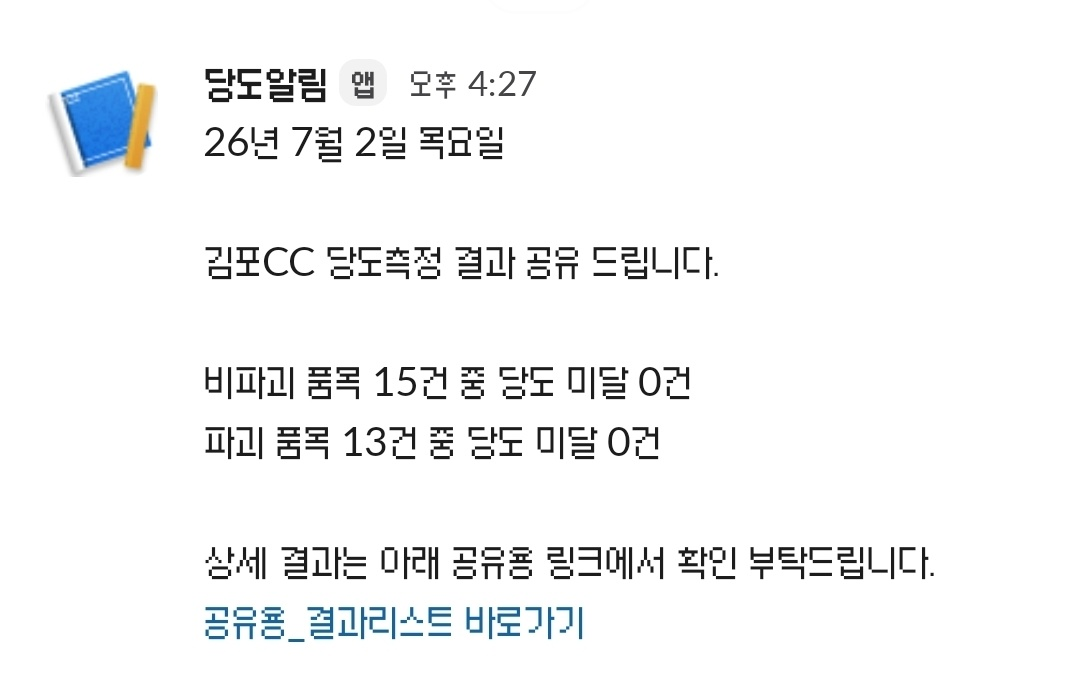 당도알림 앱 오후 4:27
26년 7월 2일 목요일
김포CC 당도측정 결과 공유 드립니다.
비파괴 품목 15건 중 당도 미달 0건
파괴 품목 13건 중 당도 미달 0건
상세 결과는 아래 공유용 링크에서 확인 부탁드립니다.
공유용_결과리스트 바로가기